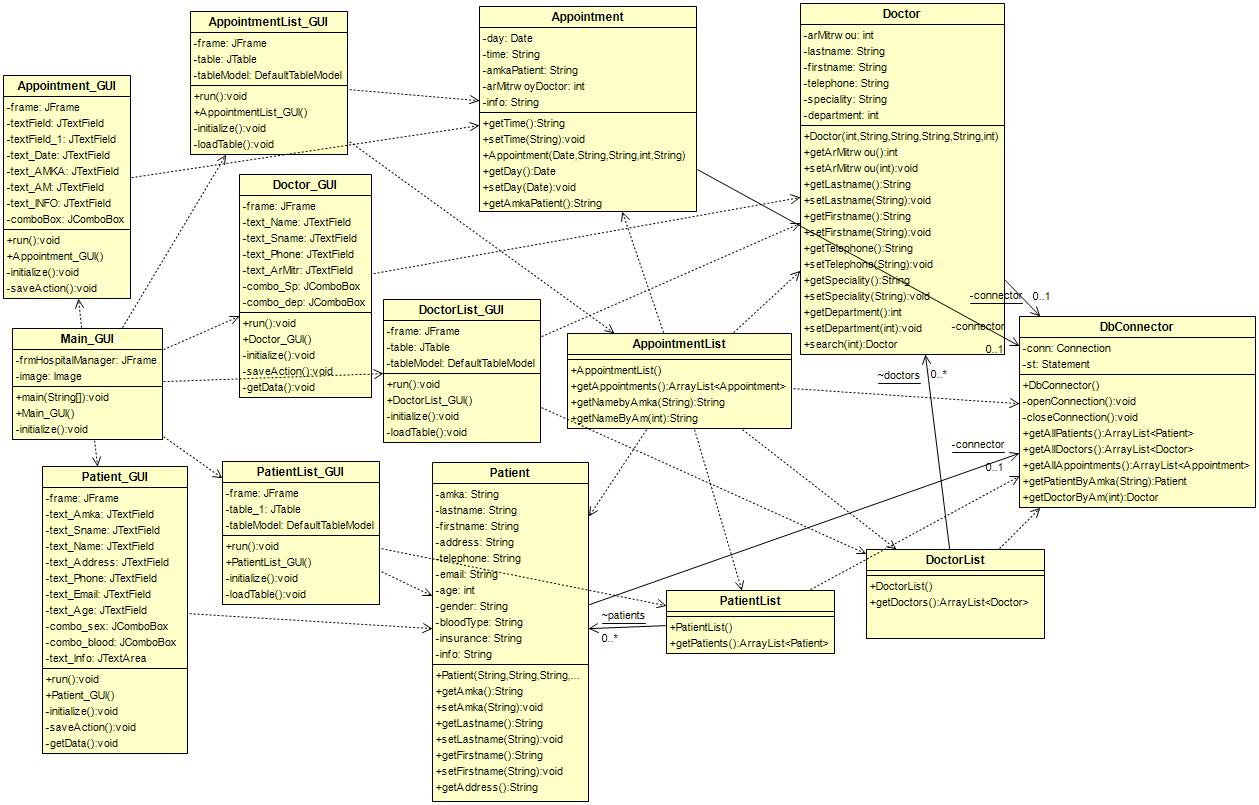 Appointment_GUI
-frame: JFrame
-textField: JTextField
-textField_1: JTextField
-text_Date: JTextField
-text_AMKA: JTextField
-text_AM: JTextField
-text_INFO: JTextField
-comboBox: JComboBox
+run():void
+Appointment_GUI()
-initialize():void
-saveAction():void
AppointmentList_GUI
-frame: JFrame
-table: JTable
-tableModel: DefaultTableModel
+run():void
+AppointmentList_GUI()
-initialize():void
-loadTable():void
Appointment
-day: Date
-time: String
-amkaPatient: String
-arMitrw oyDoctor: int
-info: String
+getTime():String
+setTime(String):void
+Appointment(Date,String,String,int,String)
+getDay():Date
+setDay(Date):void
+getAmkaPatient():String
Doctor
-arMitrw ou: int
-lastname: String
-firstname: String
-telephone: String
-speciality: String
-department: int
+Doctor(int,String,String,String,String,int)
+getArMitrw ou():int
+setArMitrw ou(int):void
+getLastname():String
+setLastname(String):void
+getFirstname():String
+setFirstname(String):void
+getTelephone():String
+setTelephone(String):void
+getSpeciality():String
+setSpeciality(String):void
+getDepartment():int
+setDepartment(int):void
+search(int):Doctor
Doctor_GUI
-frame: JFrame
-text_Name: JTextField
-text_Sname: JTextField
-text_Phone: JTextField
-text_ArMitr: JTextField
-combo_Sp: JComboBox
-combo_dep: JComboBox
+run():void
+Doctor_GUI()
-initialize():void
-saveAction():void
-getData():void
DoctorList_GUI
-frame: JFrame
-table: JTable
-tableModel: DefaultTableModel
+run():void
+DoctorList_GUI()
-initialize():void
-loadTable():void
Main_GUI
-frmHospitalManager: JFrame
-image: Image
+main(String[]):void
+Main_GUI()
-initialize():void
AppointmentList
+AppointmentList()
+getAppointments():ArrayList<Appointment>
+getNamebyAmka(String):String
+getNameByAm(int):String
-connector
0..1
-connector
0..1
~doctors
0..*
DbConnector
-conn: Connection
-st: Statement
+DbConnector()
-openConnection():void
-closeConnection():void
+getAllPatients():ArrayList<Patient>
+getAllDoctors():ArrayList<Doctor>
+getAllAppointments():ArrayList<Appointment>
+getPatientByAmka(String):Patient
+getDoctorByAm(int):Doctor
-connector
0..1
Patient_GUI
-frame: JFrame
-text_Amka: JTextField
-text_Sname: JTextField
-text_Name: JTextField
-text_Address: JTextField
-text_Phone: JTextField
-text_Email: JTextField
-text_Age: JTextField
-combo_sex: JComboBox
-combo_blood: JComboBox
-text_Info: JTextArea
+run():void
+Patient_GUI()
-initialize():void
-saveAction():void
-getData():void
PatientList_GUI
-frame: JFrame
-table_1: JTable
-tableModel: DefaultTableModel
+run():void
+PatientList_GUI()
-initialize():void
-loadTable():void
Patient
-amka: String
-lastname: String
-firstname: String
-address: String
-telephone: String
-email: String
-age: int
-gender: String
-bloodType: String
-insurance: String
-info: String
+Patient(String,String,String,...
+getAmka():String
+setAmka(String):void
+getLastname():String
+setLastname(String):void
+getFirstname():String
+setFirstname(String):void
+getAddress():String
~patients
0..*
PatientList
+PatientList()
+getPatients():ArrayList<Patient>
DoctorList
+DoctorList()
+getDoctors():ArrayList<Doctor>